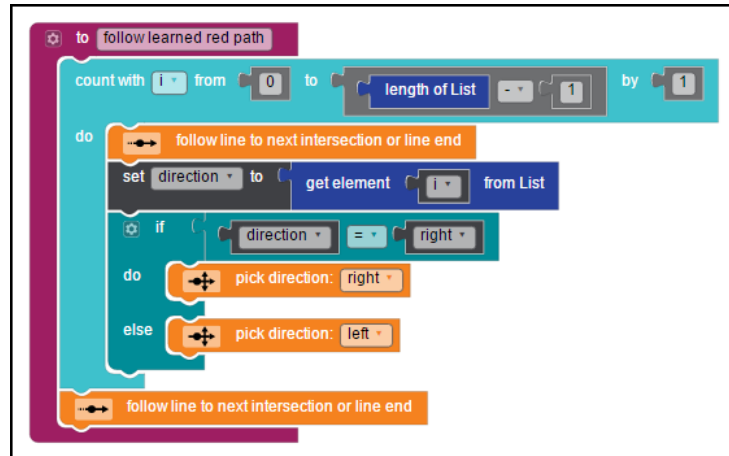 to follow learned red path
count with i from 0 to length of List - 1 by 1
do follow line to next intersection or line end
set direction to get element i from List
if direction = right
do pick direction: right
else pick direction: left
follow line to next intersection or line end